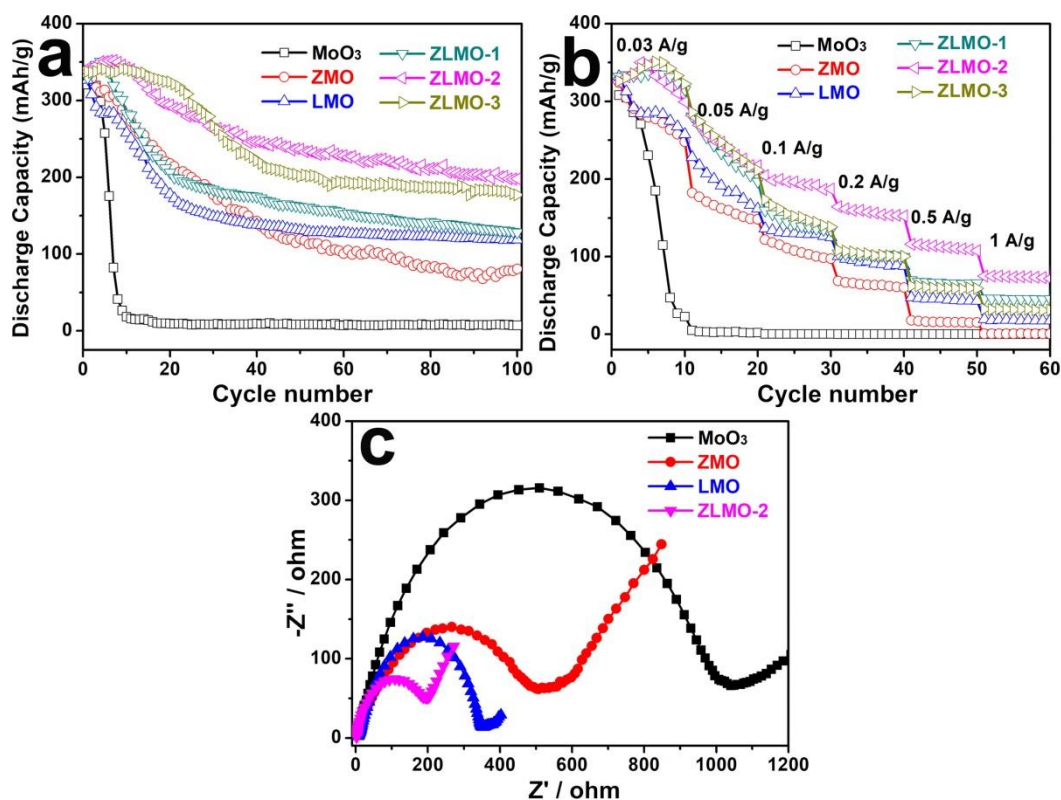 a
MoO₃ ZLMO-1
ZMO ZLMO-2
LMO ZLMO-3
Discharge Capacity (mAh/g)
400
300
200
100
0
0 20 40 60 80 100
Cycle number
b
0.03 A/g
MoO₃ ZLMO-1
ZMO ZLMO-2
LMO ZLMO-3
0.05 A/g
0.1 A/g
0.2 A/g
0.5 A/g
1 A/g
Discharge Capacity (mAh/g)
400
300
200
100
0
0 10 20 30 40 50 60
Cycle number
c
MoO₃
ZMO
LMO
ZLMO-2
-Z'' / ohm
400
300
200
100
0
0 200 400 600 800 1000 1200
Z' / ohm